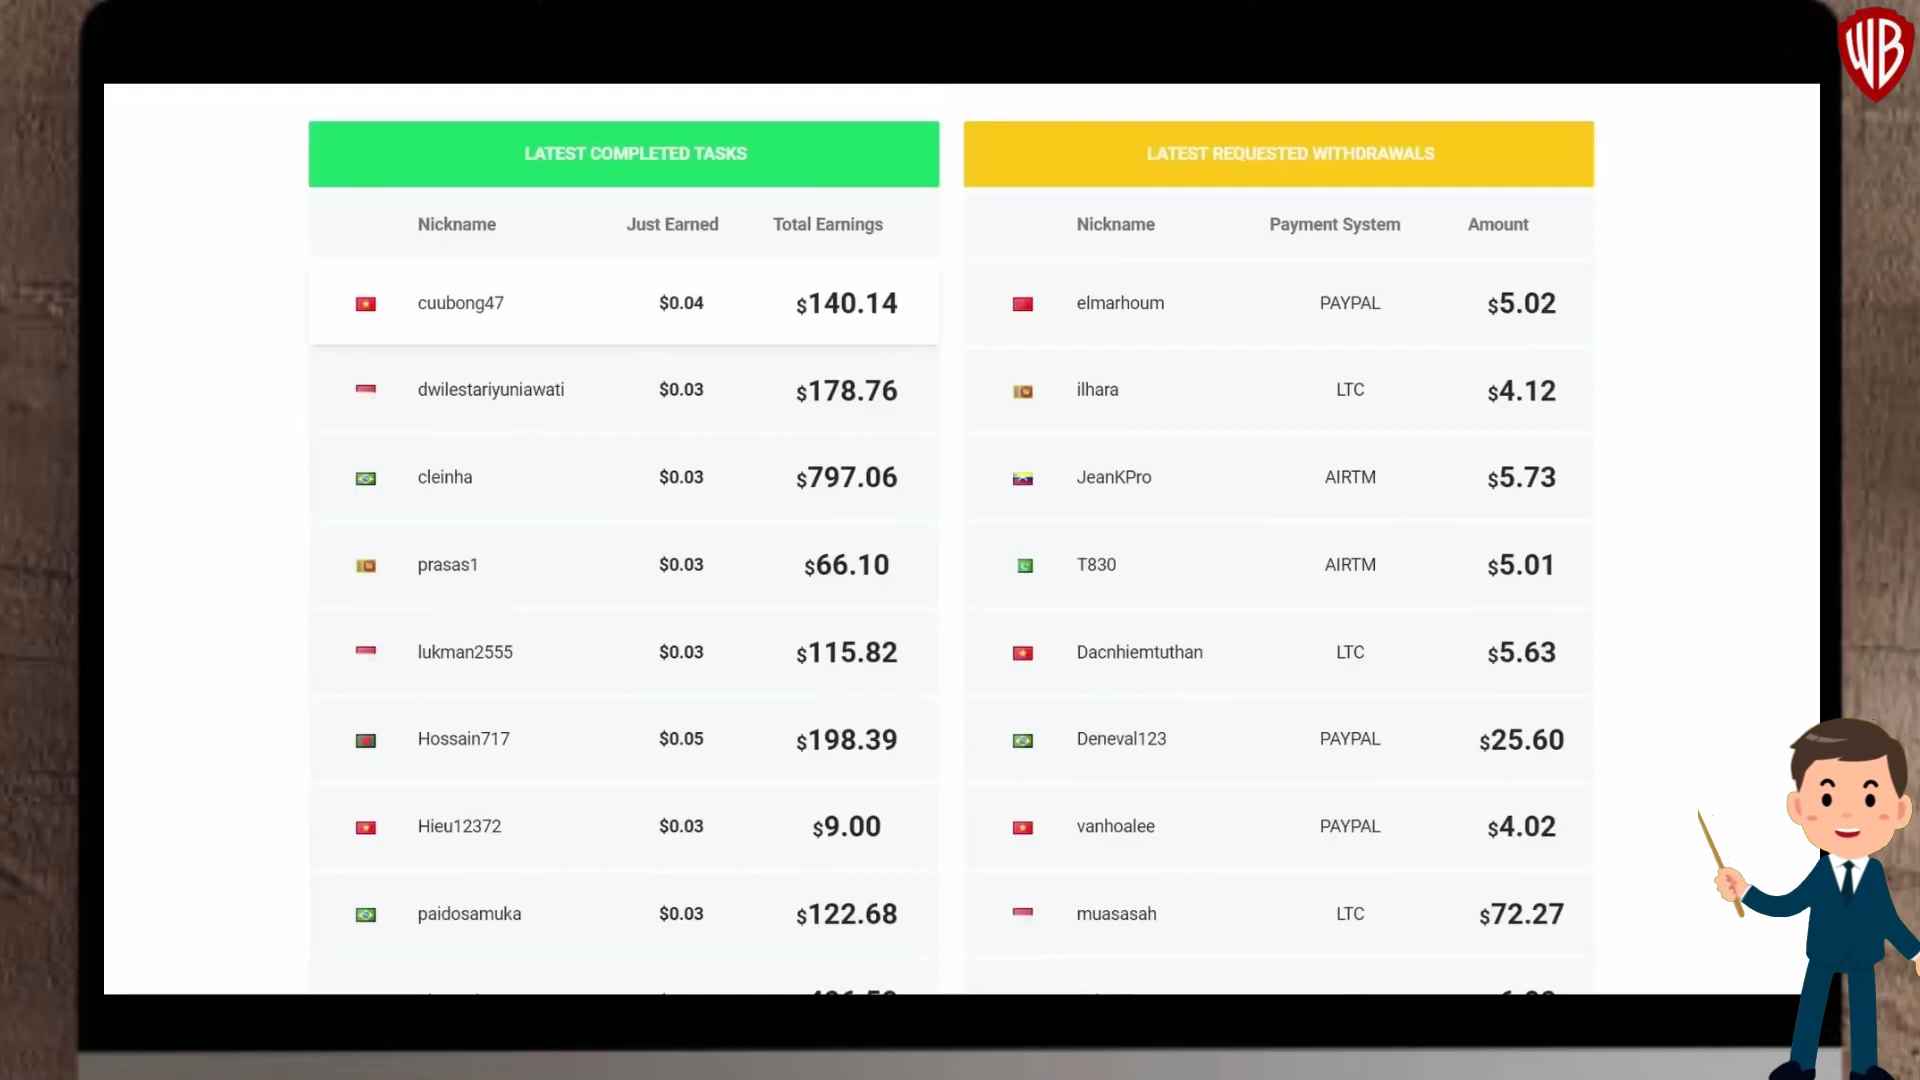 WB
LATEST COMPLETED TASKS
Nickname Just Earned Total Earnings
cuubong47 $0.04 $140.14
dwilestariyuniawati $0.03 $178.76
cleinha $0.03 $797.06
prasas1 $0.03 $66.10
lukman2555 $0.03 $115.82
Hossain717 $0.05 $198.39
Hieu12372 $0.03 $9.00
paidosamuka $0.03 $122.68
LATEST REQUESTED WITHDRAWALS
Nickname Payment System Amount
elmarhoum PAYPAL $5.02
ilhara LTC $4.12
JeanKPro AIRTM $5.73
T830 AIRTM $5.01
Dacnhiemtuthan LTC $5.63
Deneval123 PAYPAL $25.60
vanhoalee PAYPAL $4.02
muasasah LTC $72.27